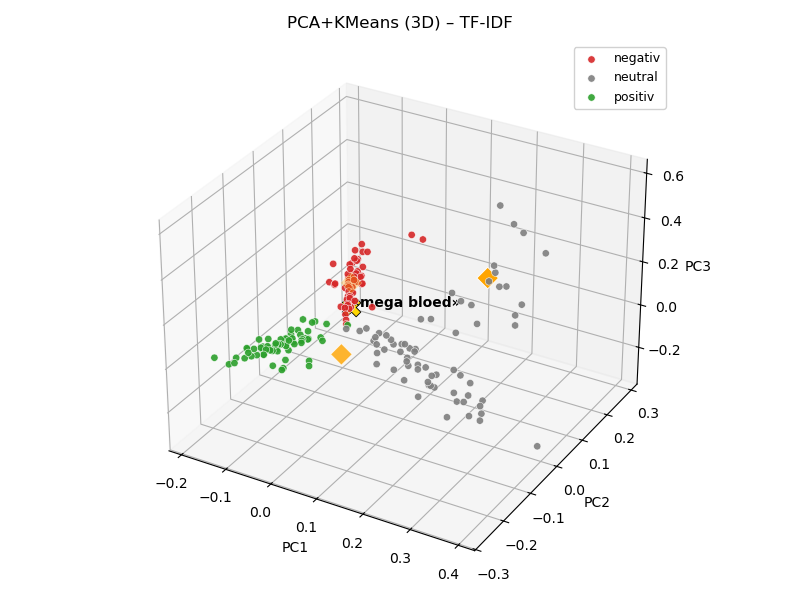 PCA+KMeans (3D) – TF-IDF
negativ
neutral
positiv
mega bloed»
0.6
0.4
0.2
0.0
−0.2
PC3
0.3
0.2
0.1
0.0
−0.1
−0.2
−0.3
PC2
−0.2
−0.1
0.0
0.1
0.2
0.3
0.4
PC1